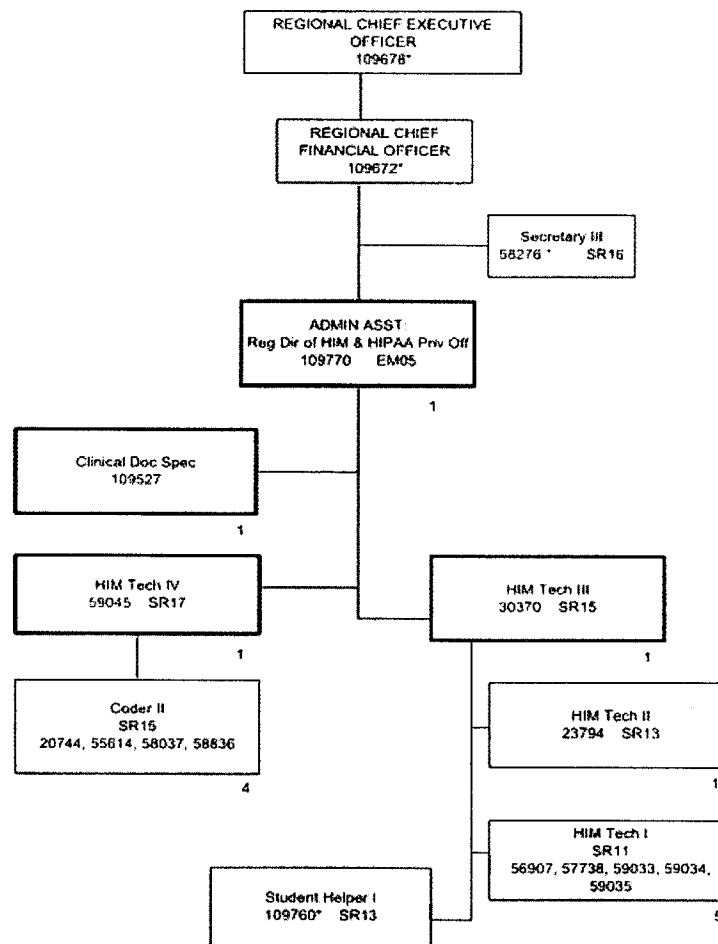 REGIONAL CHIEF EXECUTIVE
OFFICER
109678*
REGIONAL CHIEF
FINANCIAL OFFICER
109672*
Secretary III
58276 * SR16
ADMIN ASST:
Reg Dir of HIM & HIPAA Priv Off
109770 EM05
1
Clinical Doc Spec
109527
1
HIM Tech IV
59045 SR17
1
HIM Tech III
30370 SR15
1
Coder II
SR15
20744, 55614, 58037, 58836
4
HIM Tech II
23794 SR13
1
HIM Tech I
SR11
56907, 57738, 59033, 59034,
59035
5
Student Helper I
109760* SR13